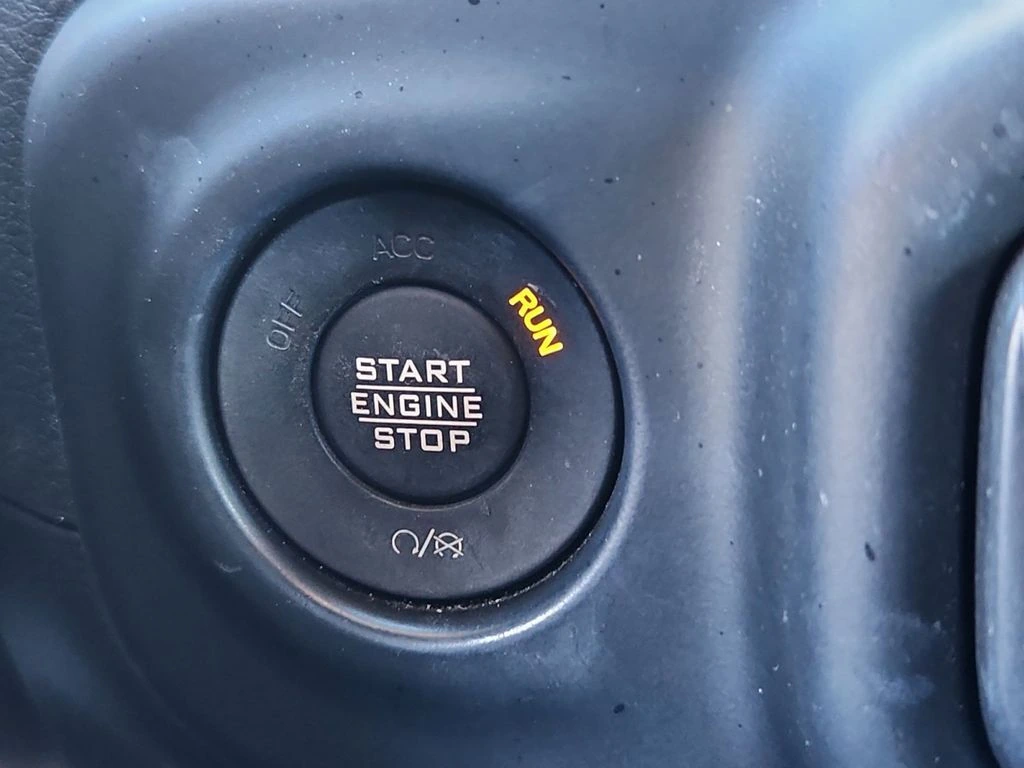 ACC
OFF
RUN
START
ENGINE
STOP